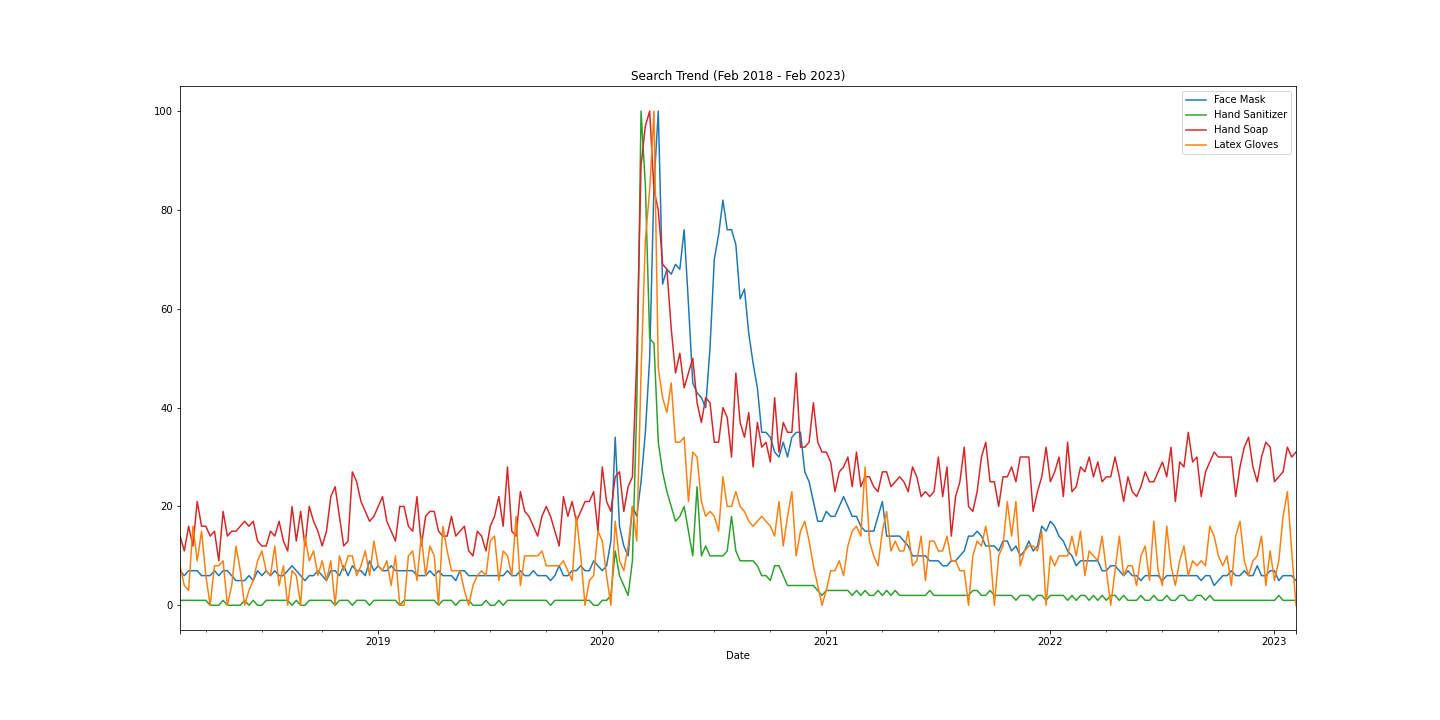 Search Trend (Feb 2018 - Feb 2023)
Face Mask
Hand Sanitizer
Hand Soap
Latex Gloves
100
80
60
40
20
0
2019 2020 2021 2022 2023
Date